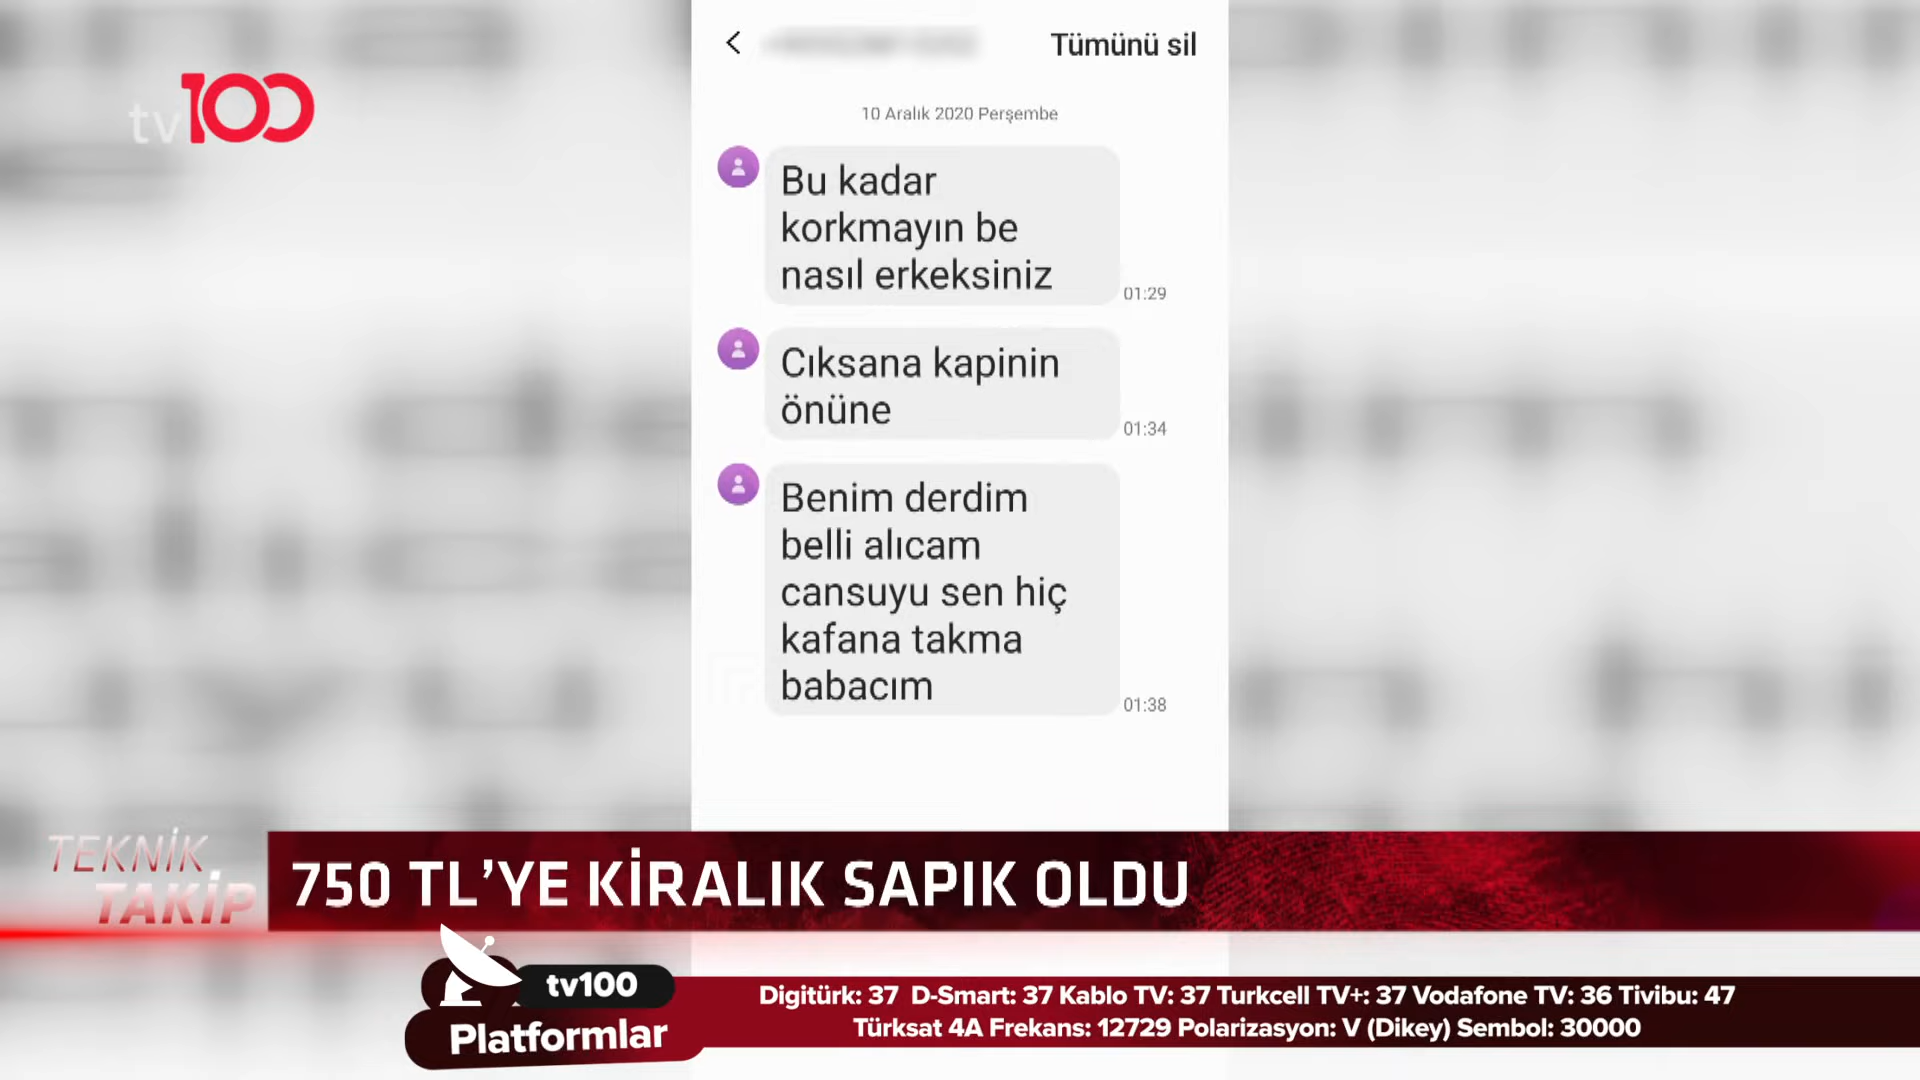 Tümünü sil
tv100
10 Aralık 2020 Perşembe
Bu kadar
korkmayın be
nasıl erkeksiniz
01:29
Cıksana kapinin
önüne
01:34
Benim derdim
belli alıcam
cansuyu sen hiç
kafana takma
babacım
01:38
TEKNİK
TAKİP
750 TL'YE KİRALIK SAPIK OLDU
tv100
Platformlar
Digitürk: 37 D-Smart: 37 Kablo TV: 37 Turkcell TV+: 37 Vodafone TV: 36 Tivibu: 47
Türksat 4A Frekans: 12729 Polarizasyon: V (Dikey) Sembol: 30000